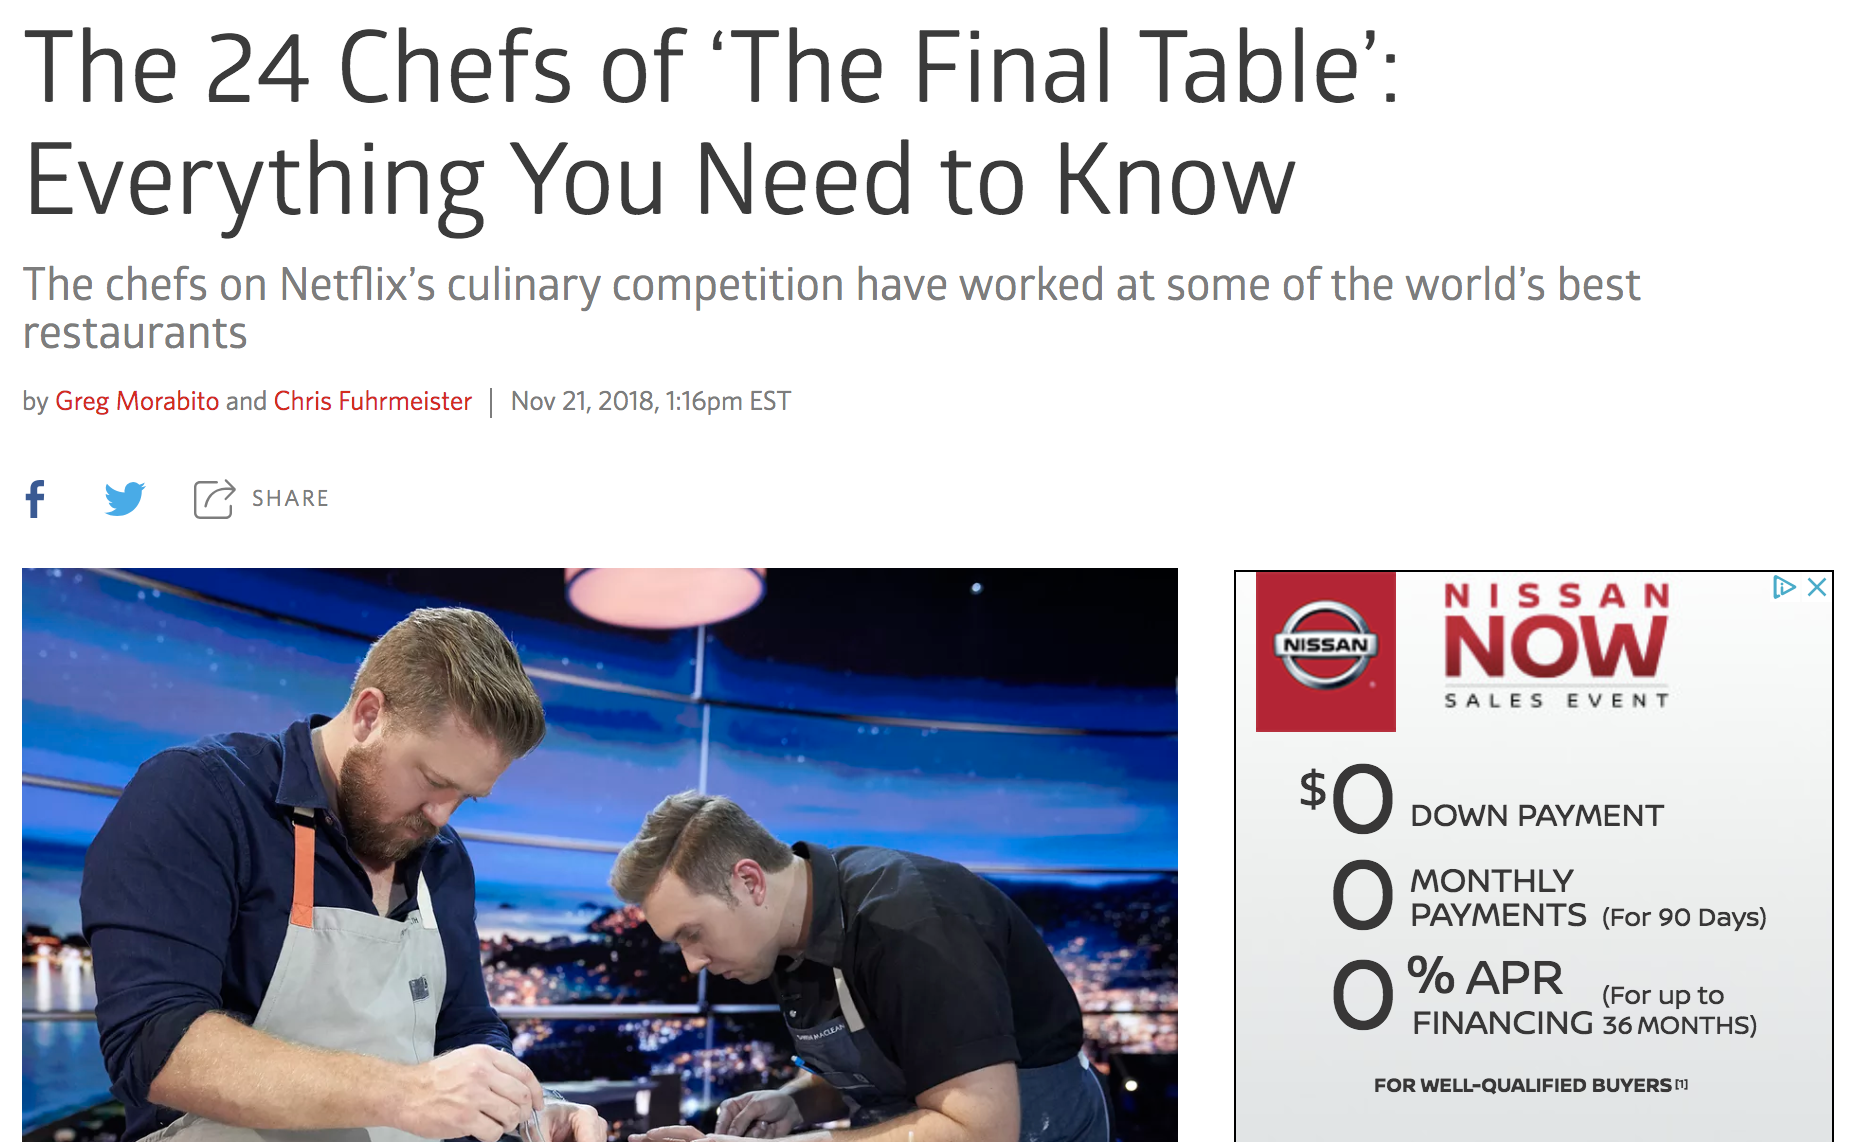 The 24 Chefs of ‘The Final Table’:
Everything You Need to Know
The chefs on Netflix’s culinary competition have worked at some of the world’s best
restaurants
by Greg Morabito and Chris Fuhrmeister | Nov 21, 2018, 1:16pm EST
SHARE
MACLEAN
NISSAN
NISSAN
NOW
SALES EVENT
$0 DOWN PAYMENT
0 MONTHLY
PAYMENTS (For 90 Days)
0% APR
FINANCING (For up to
36 MONTHS)
FOR WELL-QUALIFIED BUYERS [1]